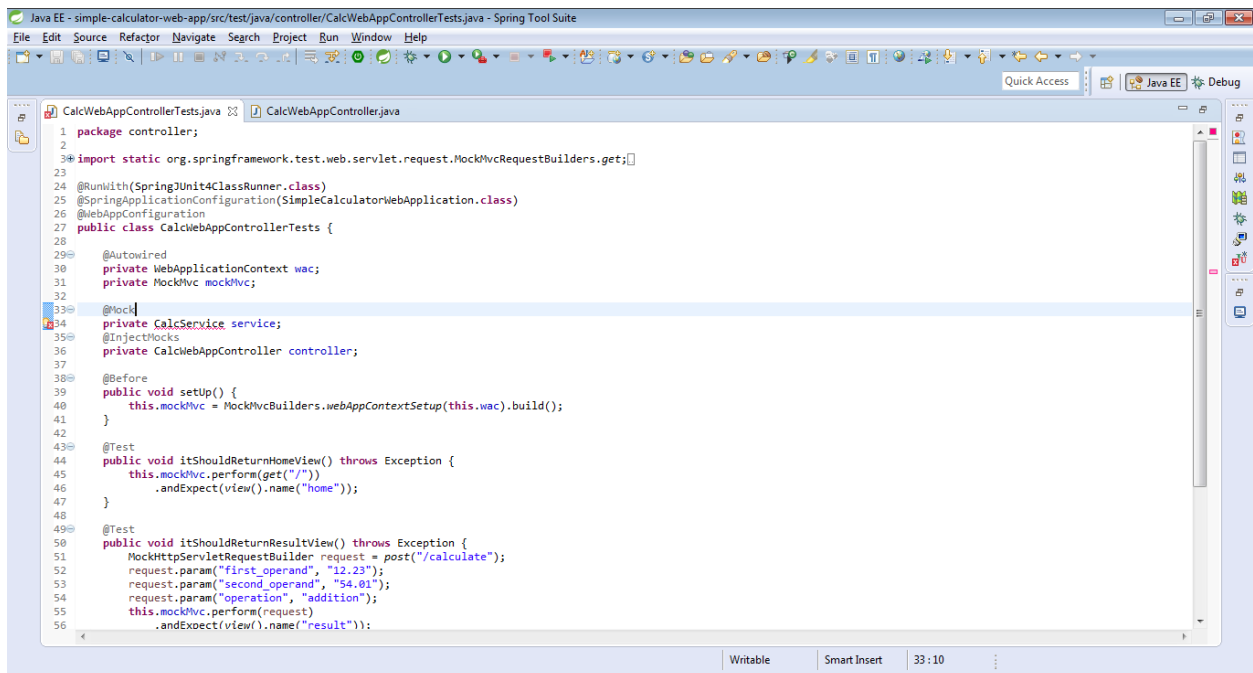 Java EE - simple-calculator-web-app/src/test/java/controller/CalcWebAppControllerTests.java - Spring Tool Suite
File Edit Source Refactor Navigate Search Project Run Window Help
Quick Access Java EE Debug
CalcWebAppControllerTests.java CalcWebAppController.java
1 package controller;
2
3 import static org.springframework.test.web.servlet.request.MockMvcRequestBuilders.get;
23
24 @RunWith(SpringJUnit4ClassRunner.class)
25 @SpringApplicationConfiguration(SimpleCalculatorWebApplication.class)
26 @WebAppConfiguration
27 public class CalcWebAppControllerTests {
28
29 @Autowired
30 private WebApplicationContext wac;
31 private MockMvc mockMvc;
32
33 @Mock
34 private CalcService service;
35 @InjectMocks
36 private CalcWebAppController controller;
37
38 @Before
39 public void setUp() {
40 this.mockMvc = MockMvcBuilders.webAppContextSetup(this.wac).build();
41 }
42
43 @Test
44 public void itShouldReturnHomeView() throws Exception {
45 this.mockMvc.perform(get("/"))
46 .andExpect(view().name("home"));
47 }
48
49 @Test
50 public void itShouldReturnResultView() throws Exception {
51 MockHttpServletRequestBuilder request = post("/calculate");
52 request.param("first_operand", "12.23");
53 request.param("second_operand", "54.01");
54 request.param("operation", "addition");
55 this.mockMvc.perform(request)
56 .andExpect(view().name("result"));
Writable Smart Insert 33 : 10